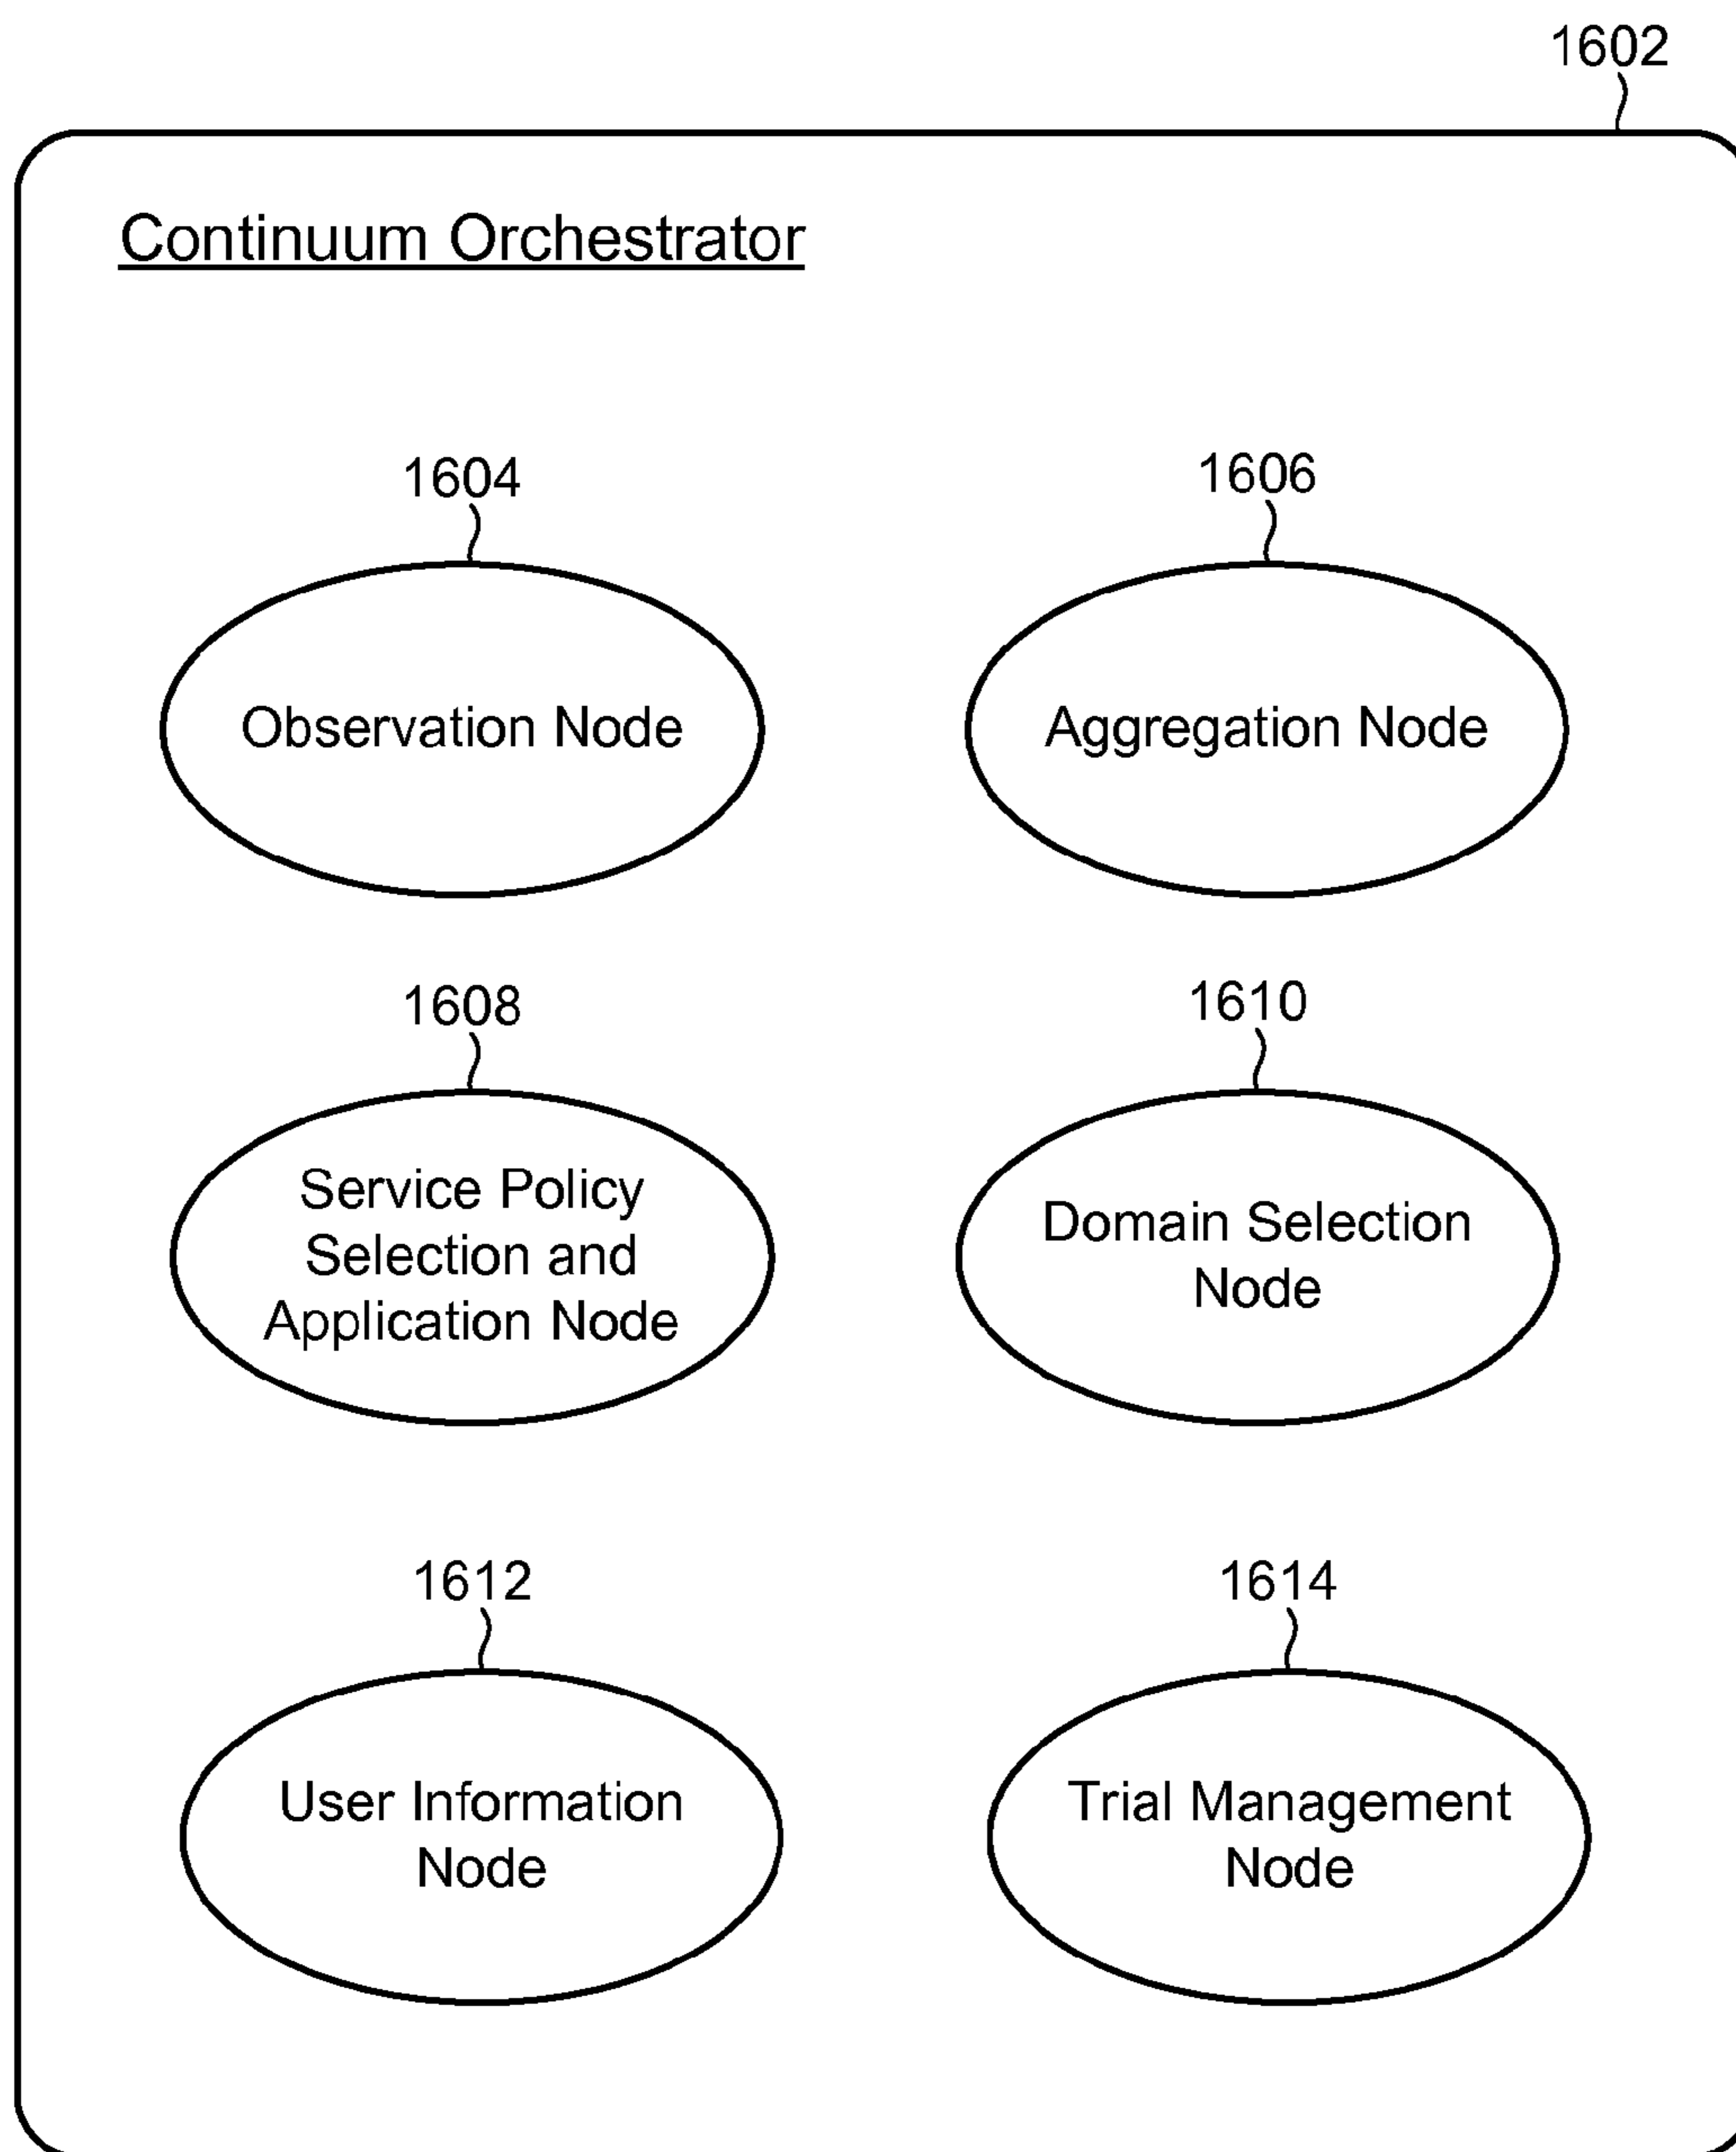 1602
Continuum Orchestrator
1604
1606
Observation Node
Aggregation Node
1608
1610
Service Policy
Selection and
Application Node
Domain Selection
Node
1612
1614
User Information
Node
Trial Management
Node